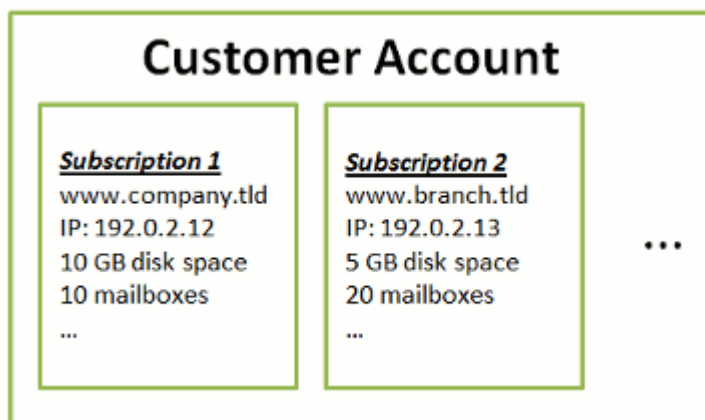 Customer Account
Subscription 1
www.company.tld
IP: 192.0.2.12
10 GB disk space
10 mailboxes
...
Subscription 2
www.branch.tld
IP: 192.0.2.13
5 GB disk space
20 mailboxes
...
...